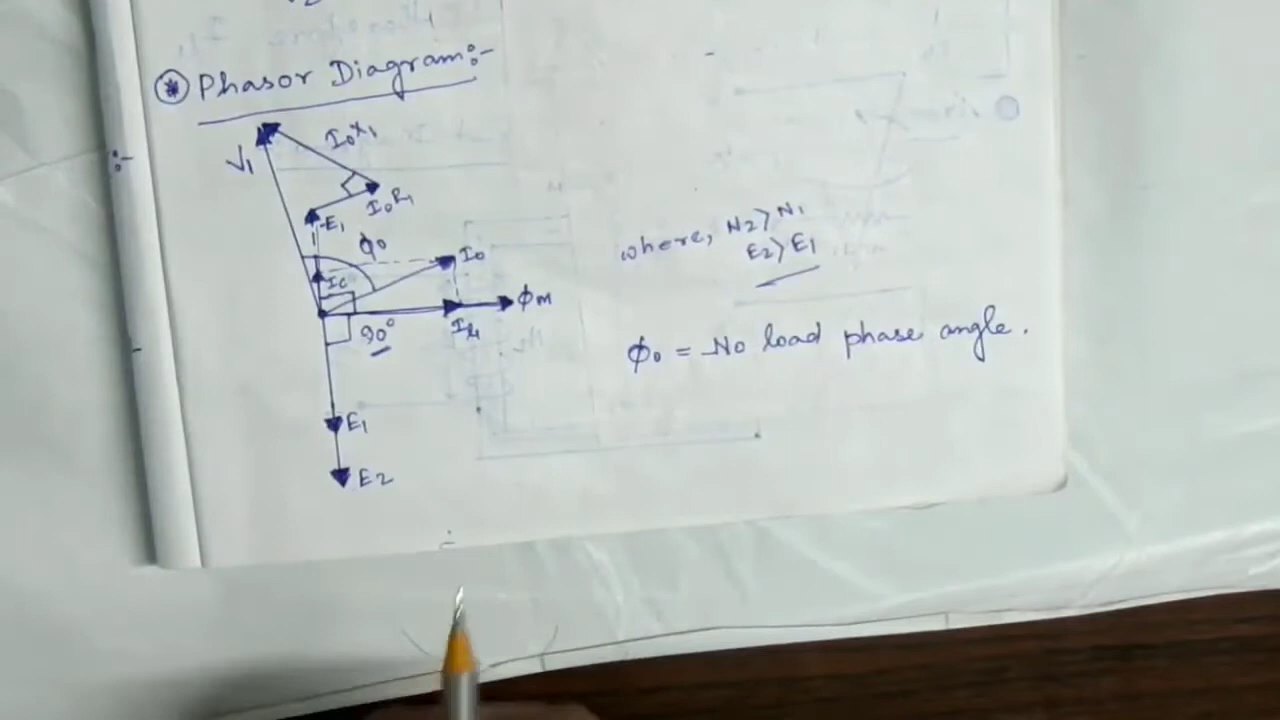 * Phasor Diagram:-
I₀X₁
V₁
I₀R₁
-E₁
ϕ₀
I₀
Ic
ϕM
90°
Iμ
E₁
E₂
where, N₂>N₁
E₂>E₁
ϕ₀ = No load phase angle.